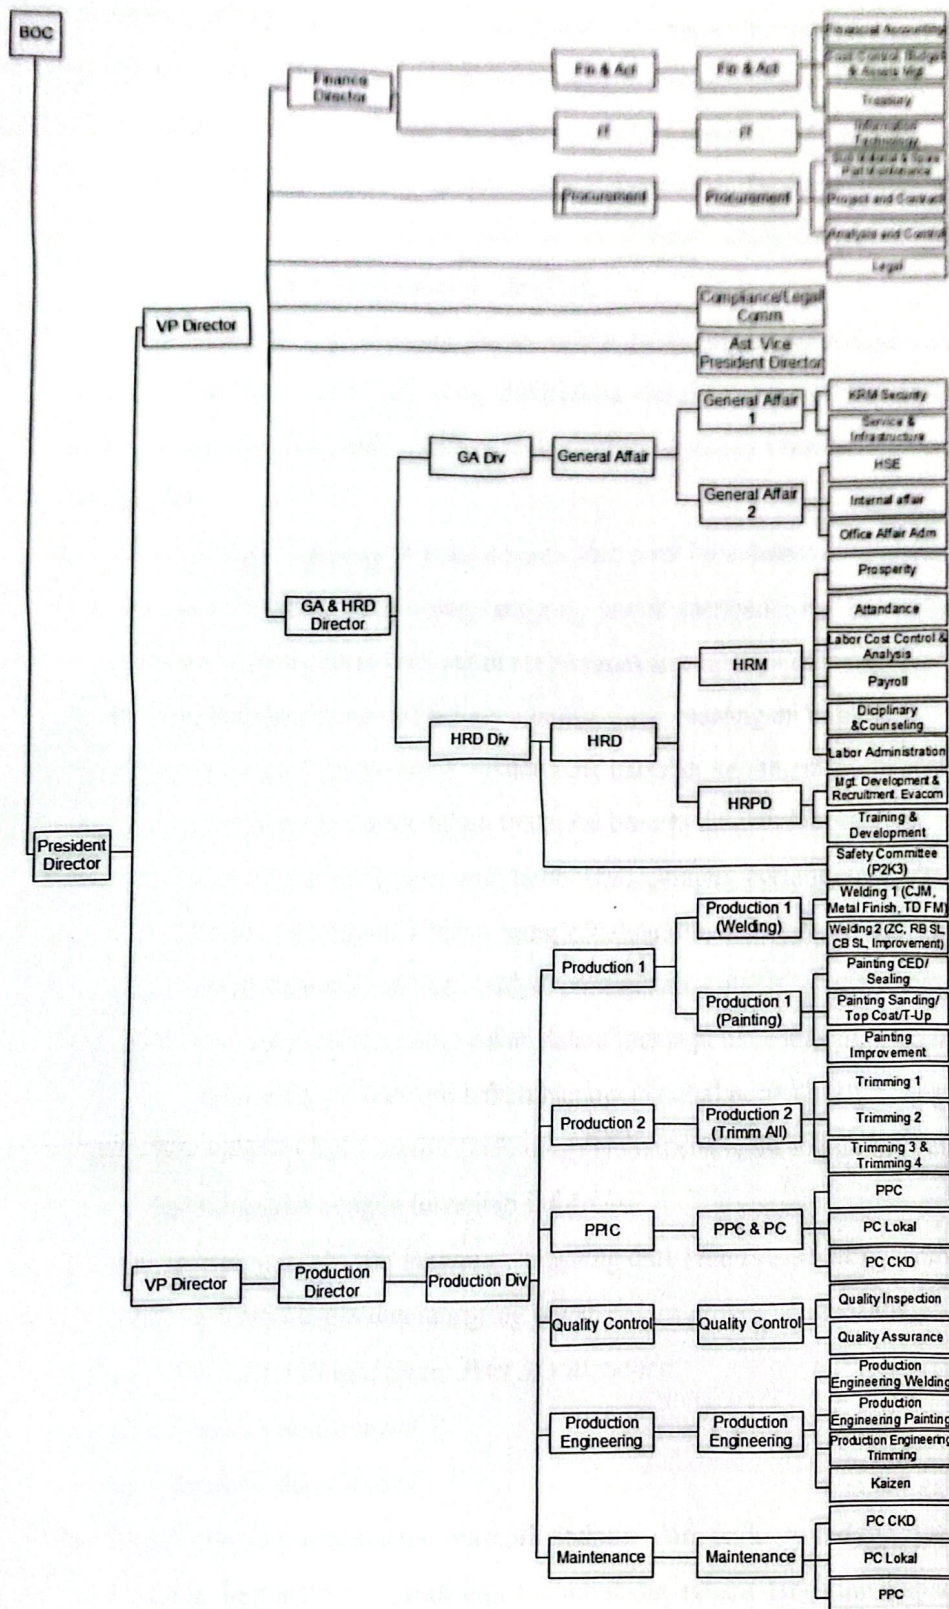 BOC
Finance
Director
Fin & Act
Fin & Act
Financial Accounting
Cost Control, Budget
& Assets Mgt
Treasury
IT
IT
Information
Technology
Procurement
Procurement
Part Maintenance
Project and Contract
Analysis and Control
Legal
VP Director
Compliance/Legal
Comm
Ast. Vice
President Director
GA Div
General Affair
General Affair
1
KRM Security
Service &
Infrastructure
General Affair
2
HSE
Internal affair
Office Affair Adm
GA & HRD
Director
HRD Div
HRD
HRM
Prosperity
Attandance
Labor Cost Control &
Analysis
Payroll
Diciplinary
&Counseling
Labor Administration
HRPD
Mgt. Development &
Recruitment. Evacom
Training &
Development
Safety Committee
(P2K3)
President
Director
VP Director
Production
Director
Production Div
Production 1
Production 1
(Welding)
Welding 1 (CJM,
Metal Finish, TD FM)
Welding 2 (ZC, RB SL,
CB SL, Improvement)
Production 1
(Painting)
Painting CED/
Sealing
Painting Sanding/
Top Coat/T-Up
Painting
Improvement
Production 2
Production 2
(Trimm All)
Trimming 1
Trimming 2
Trimming 3 &
Trimming 4
PPIC
PPC & PC
PPC
PC Lokal
PC CKD
Quality Control
Quality Control
Quality Inspection
Quality Assurance
Production
Engineering
Production
Engineering
Production
Engineering Welding
Production
Engineering Painting
Production Engineering
Trimming
Kaizen
Maintenance
Maintenance
PC CKD
PC Lokal
PPC